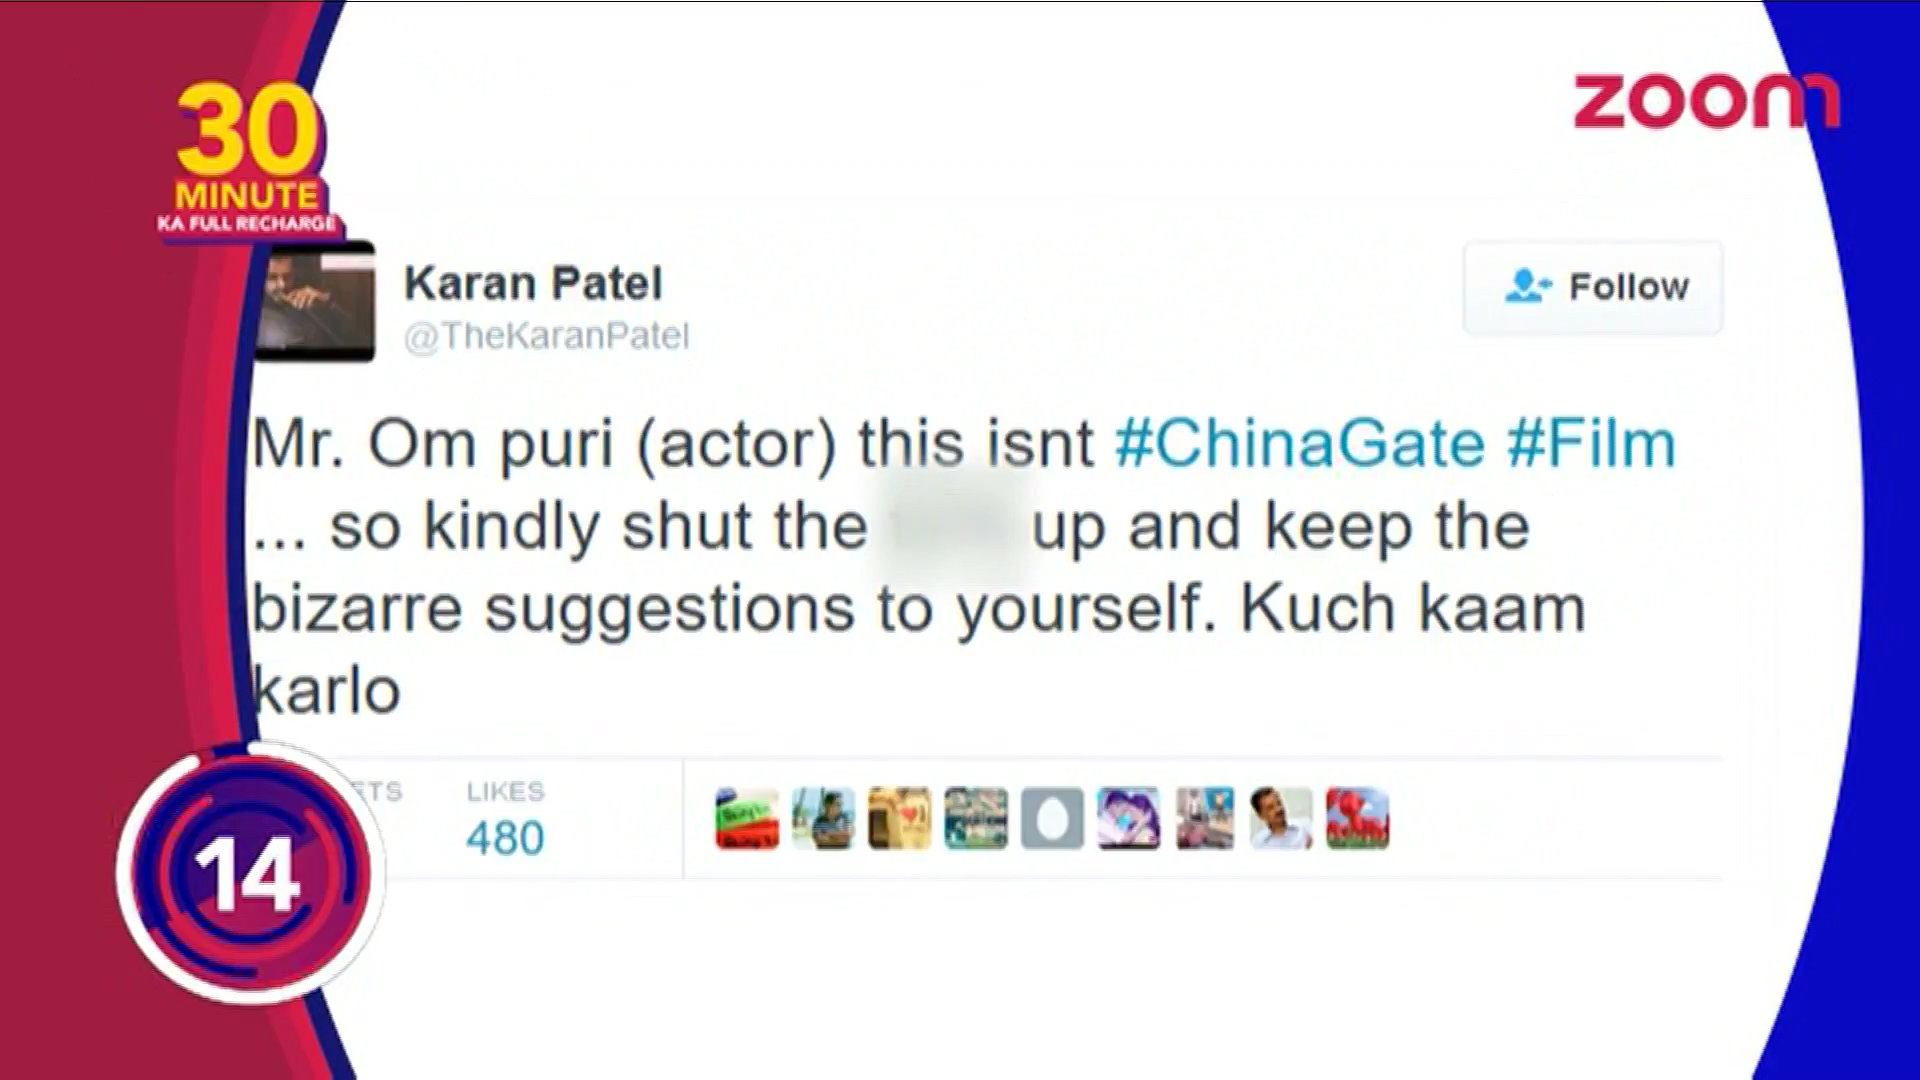 30
MINUTE
KA FULL RECHARGE
zoom
Karan Patel
@TheKaranPatel
Follow
Mr. Om puri (actor) this isnt #ChinaGate #Film
... so kindly shut the up and keep the
bizarre suggestions to yourself. Kuch kaam
karlo
ETS
LIKES
480
14